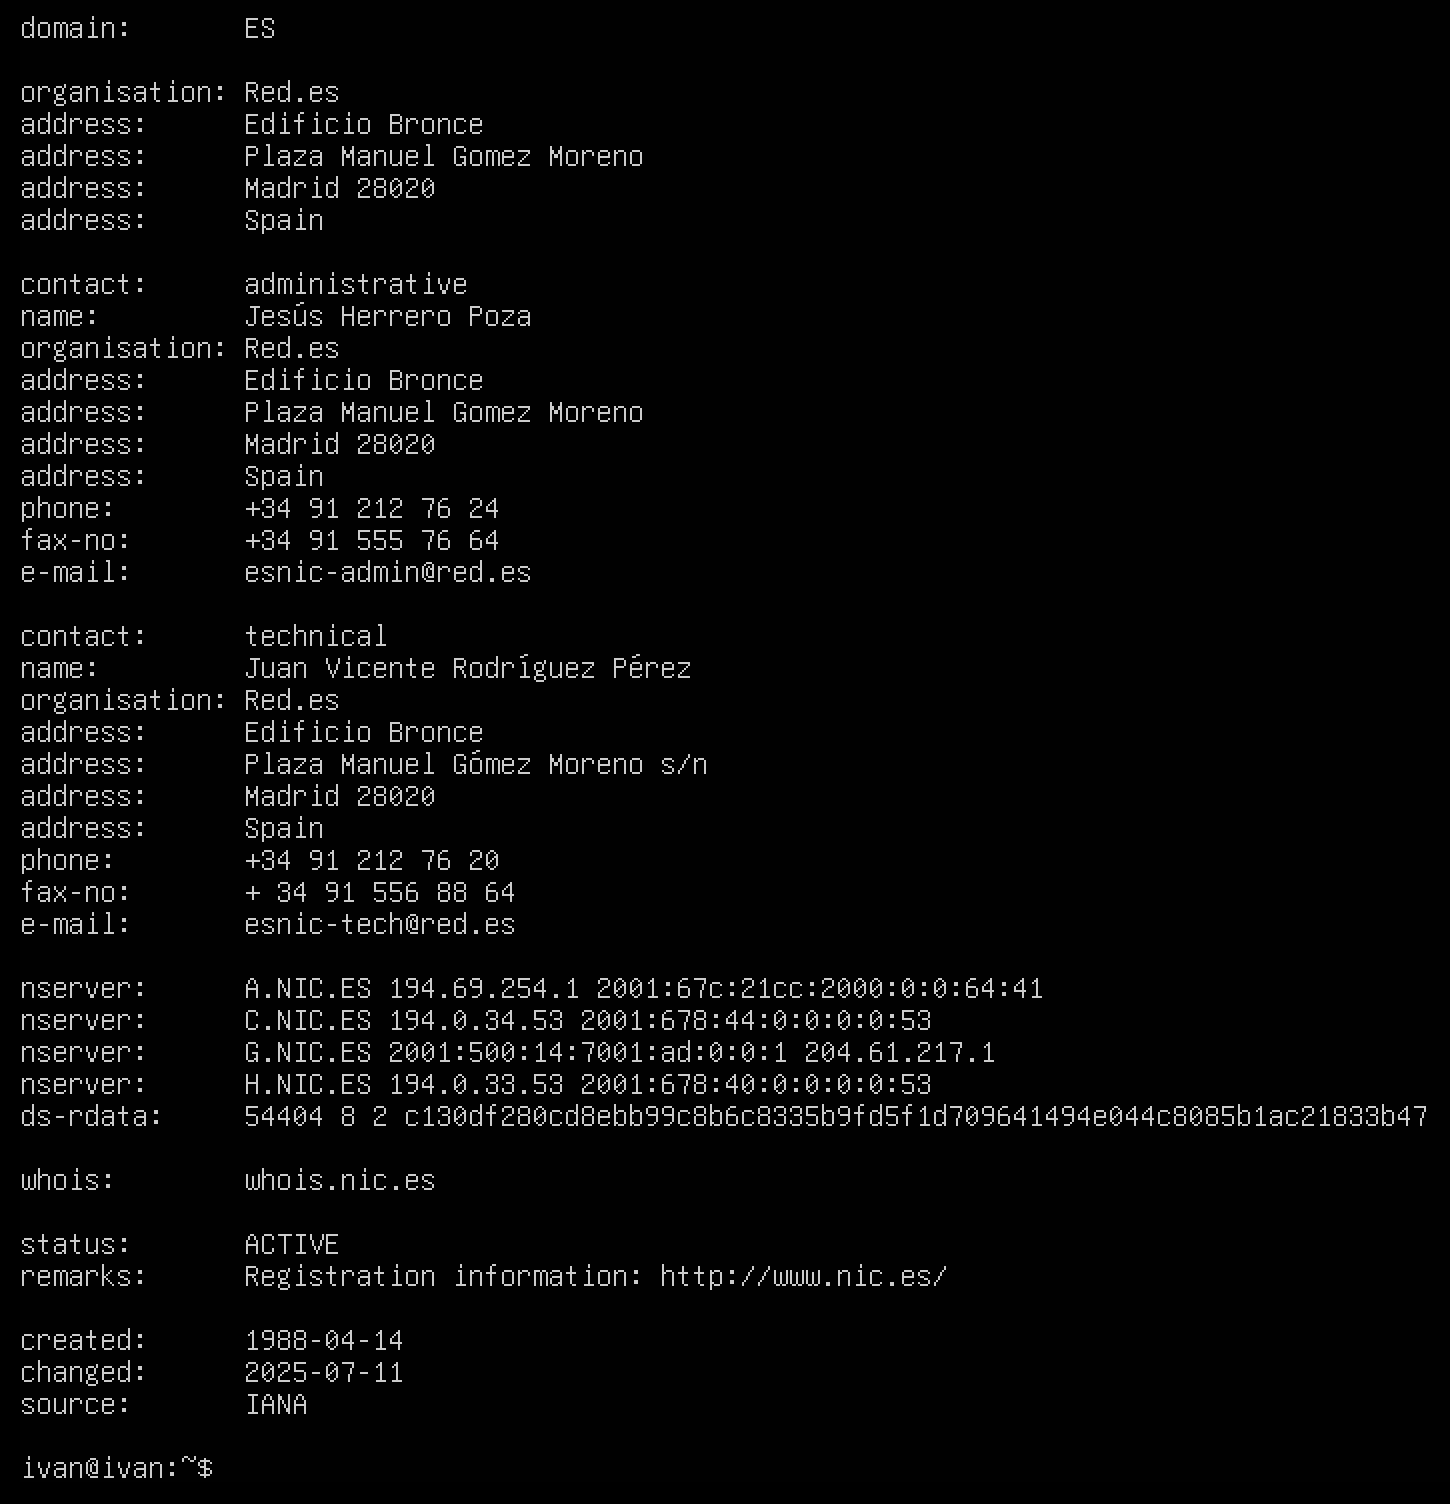 domain:       ES
organisation: Red.es
address:      Edificio Bronce
address:      Plaza Manuel Gomez Moreno
address:      Madrid 28020
address:      Spain
contact:      administrative
name:         Jesús Herrero Poza
organisation: Red.es
address:      Edificio Bronce
address:      Plaza Manuel Gomez Moreno
address:      Madrid 28020
address:      Spain
phone:        +34 91 212 76 24
fax-no:       +34 91 555 76 64
e-mail:       esnic-admin@red.es
contact:      technical
name:         Juan Vicente Rodríguez Pérez
organisation: Red.es
address:      Edificio Bronce
address:      Plaza Manuel Gómez Moreno s/n
address:      Madrid 28020
address:      Spain
phone:        +34 91 212 76 20
fax-no:       + 34 91 556 88 64
e-mail:       esnic-tech@red.es
nserver:      A.NIC.ES 194.69.254.1 2001:67c:21cc:2000:0:0:64:41
nserver:      C.NIC.ES 194.0.34.53 2001:678:44:0:0:0:0:53
nserver:      G.NIC.ES 2001:500:14:7001:ad:0:0:1 204.61.217.1
nserver:      H.NIC.ES 194.0.33.53 2001:678:40:0:0:0:0:53
ds-rdata:     54404 8 2 c130df280cd8ebb99c8b6c8335b9fd5f1d709641494e044c8085b1ac21833b47
whois:        whois.nic.es
status:       ACTIVE
remarks:      Registration information: http://www.nic.es/
created:      1988-04-14
changed:      2025-07-11
source:       IANA
ivan@ivan:~$